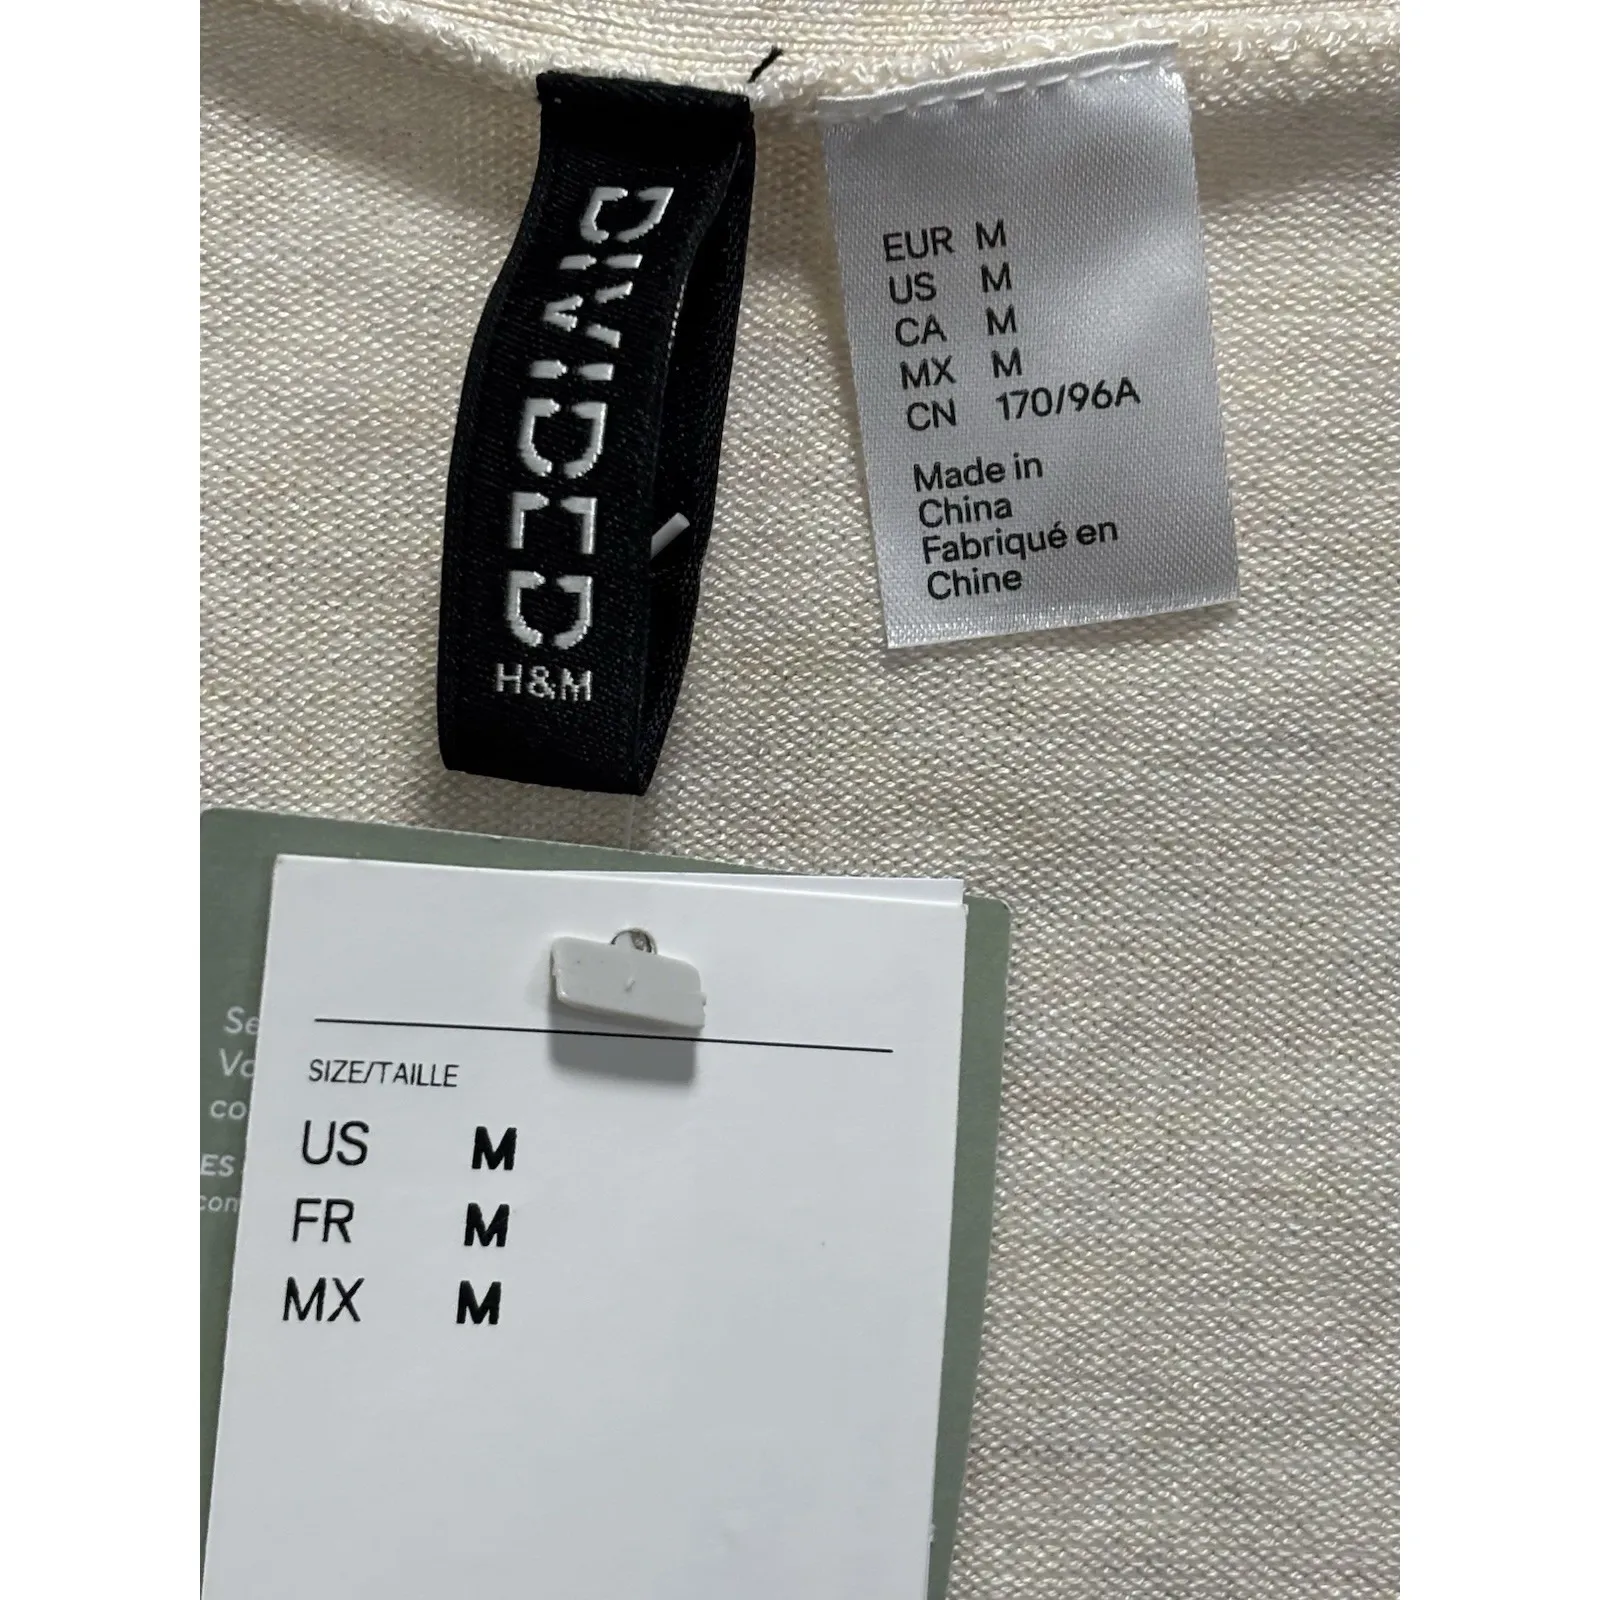 DIVIDED
H&M
EUR M
US M
CA M
MX M
CN 170/96A
Made in
China
Fabriqué en
Chine
SIZE/TAILLE
US M
FR M
MX M